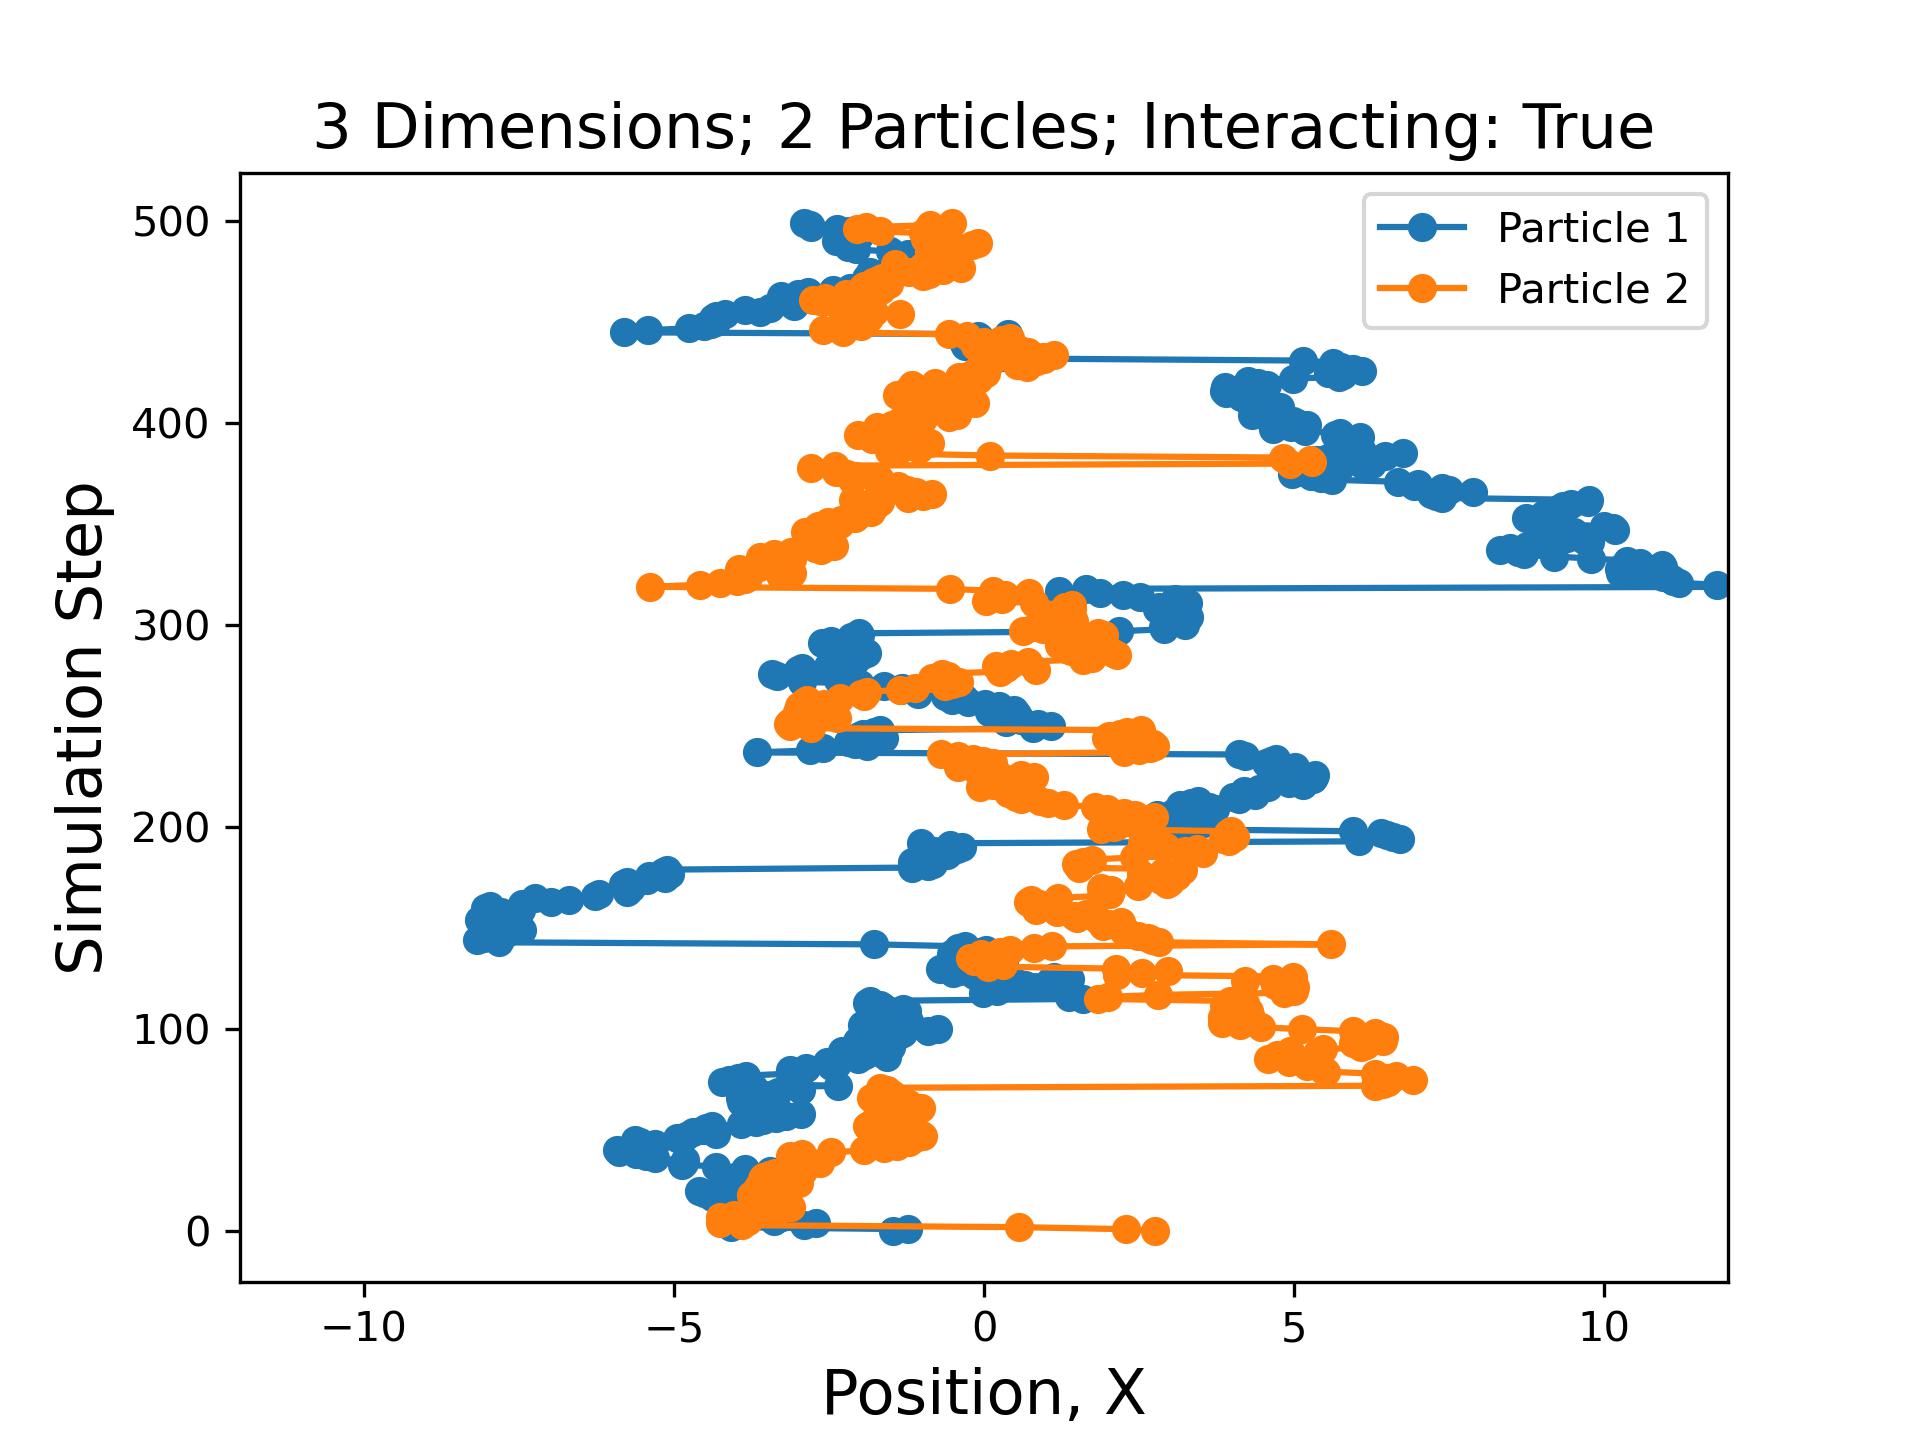 3 Dimensions; 2 Particles; Interacting: True
Particle 1
Particle 2
Simulation Step
500
400
300
200
100
0
−10
−5
0
5
10
Position, X